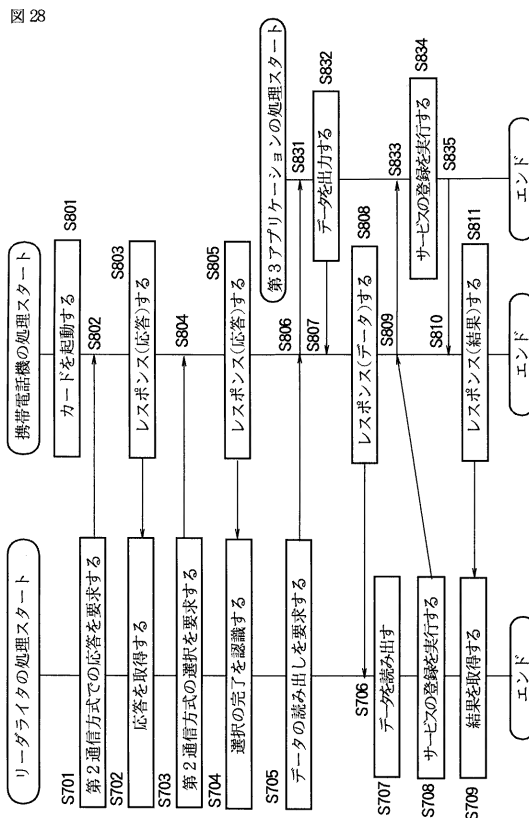 図 28
リーダライタの処理スタート
S701
第2通信方式での応答を要求する
S702
応答を取得する
S703
第2通信方式の選択を要求する
S704
選択の完了を認識する
S705
データの読み出しを要求する
S706
S707
データを読み出す
S708
サービスの登録を実行する
S709
結果を取得する
エンド
携帯電話機の処理スタート
カードを起動する
S801
S802
S803
レスポンス(応答)する
S804
S805
レスポンス(応答)する
S806
S807
S808
レスポンス(データ)する
S809
S810
S811
レスポンス(結果)する
エンド
第3アプリケーションの処理スタート
S831
S832
データを出力する
S833
S834
サービスの登録を実行する
S835
エンド